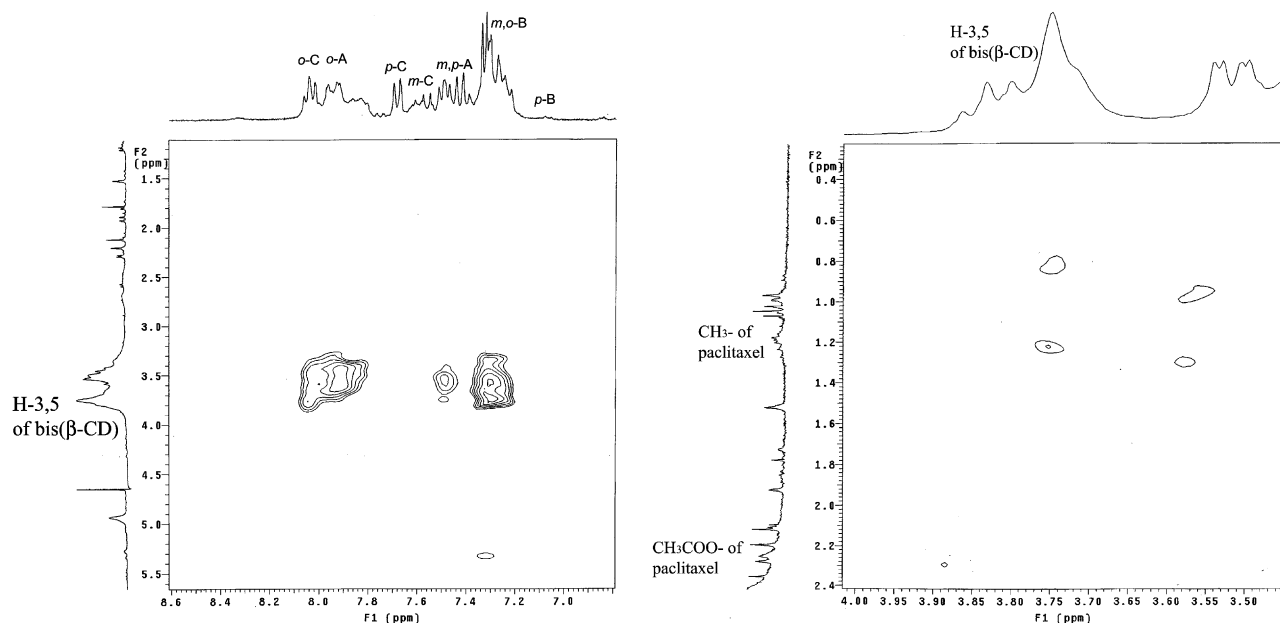 m,o-B
o-C o-A p-C m-C m,p-A p-B
F2
(ppm)
1.5
2.0
2.5
3.0
3.5
4.0
4.5
5.0
5.5
H-3,5
of bis(β-CD)
8.6 8.4 8.2 8.0 7.8 7.6 7.4 7.2 7.0
F1 (ppm)
H-3,5
of bis(β-CD)
F2
(ppm)
0.4
0.6
0.8
1.0
1.2
1.4
1.6
1.8
2.0
2.2
2.4
CH3- of
paclitaxel
CH3COO- of
paclitaxel
4.00 3.95 3.90 3.85 3.80 3.75 3.70 3.65 3.60 3.55 3.50
F1 (ppm)